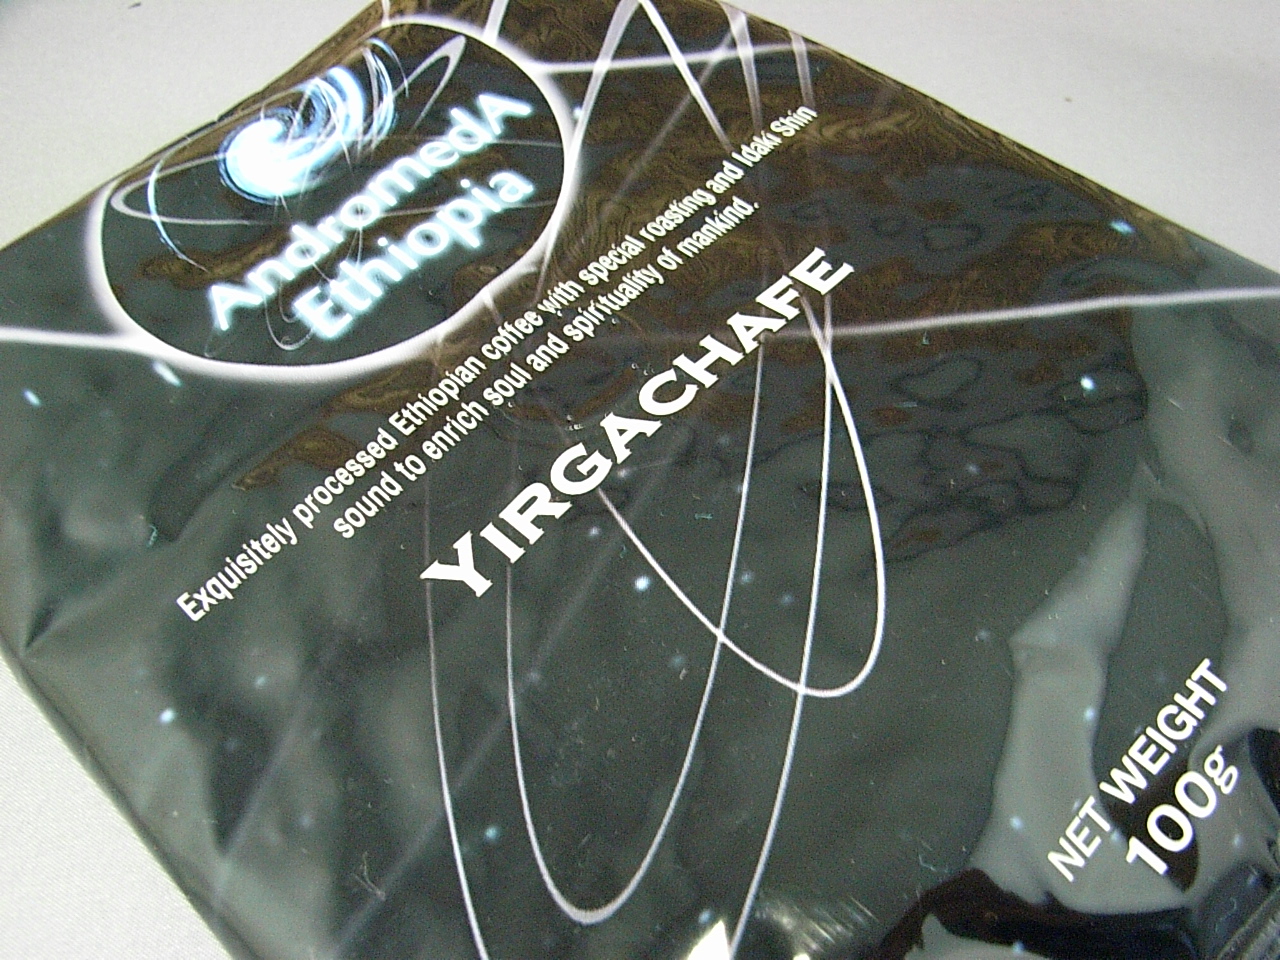 AndromedA
Ethiopia
Exquisitely processed Ethiopian coffee with special roasting and Idaki Shin
sound to enrich soul and spirituality of mankind.
YIRGACHAFE
NET WEIGHT
100g